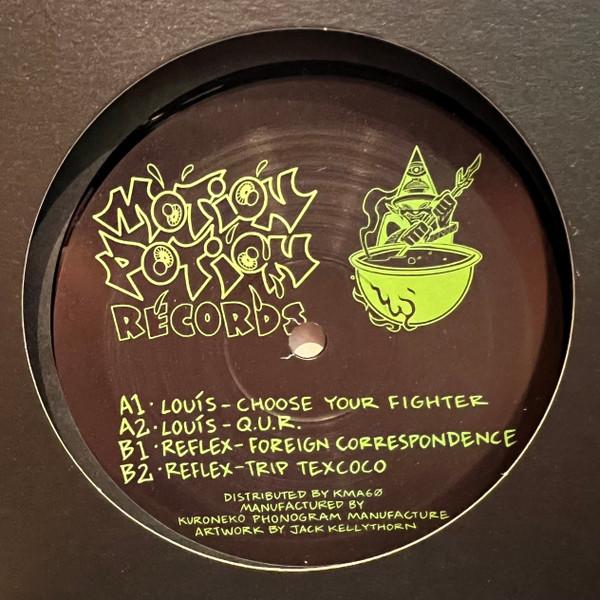 MOTION
POTION
RECORDS
A1・LOUÍS - CHOOSE YOUR FIGHTER
A2・LOUÍS - Q.U.R.
B1・REFLEX - FOREIGN CORRESPONDENCE
B2・REFLEX - TRIP TEXCOCO
DISTRIBUTED BY KMA60
MANUFACTURED BY
KURONEKO PHONOGRAM MANUFACTURE
ARTWORK BY JACK KELLYTHORN